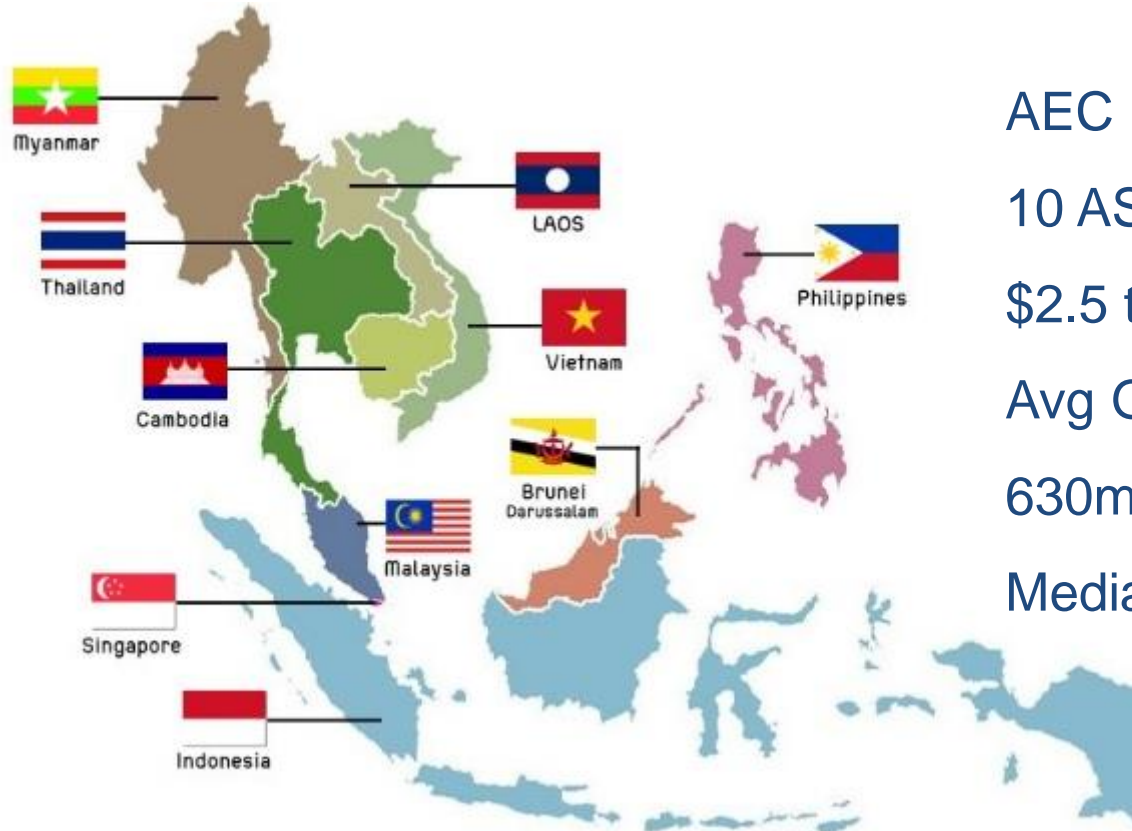 Myanmar
LAOS
Thailand
Philippines
Vietnam
Cambodia
Brunei
Darussalam
Malaysia
Singapore
Indonesia
AEC
10 AS
$2.5 t
Avg
630m
Media